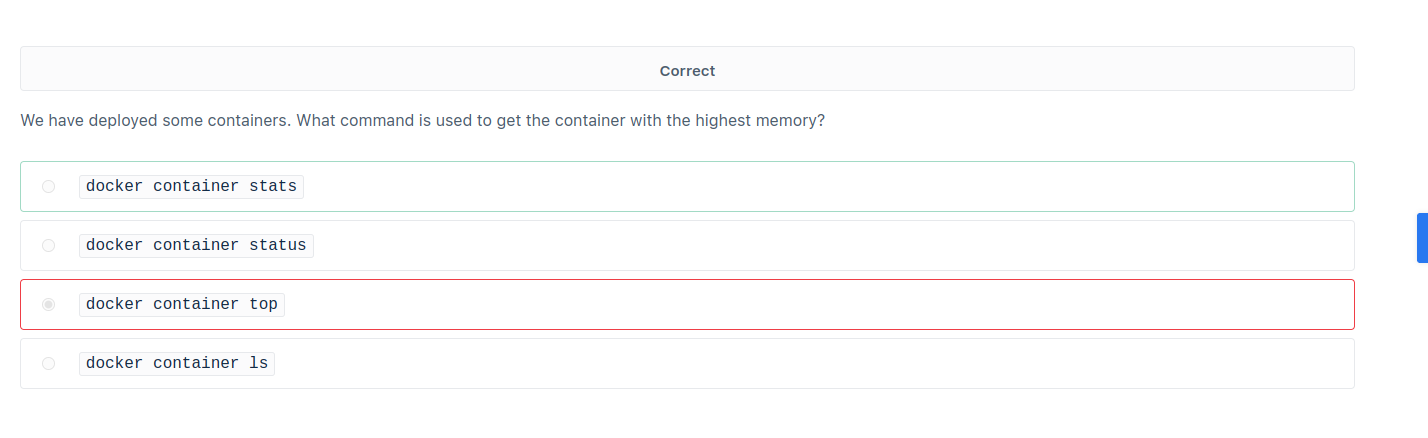 Correct
We have deployed some containers. What command is used to get the container with the highest memory?
docker container stats
docker container status
docker container top
docker container ls